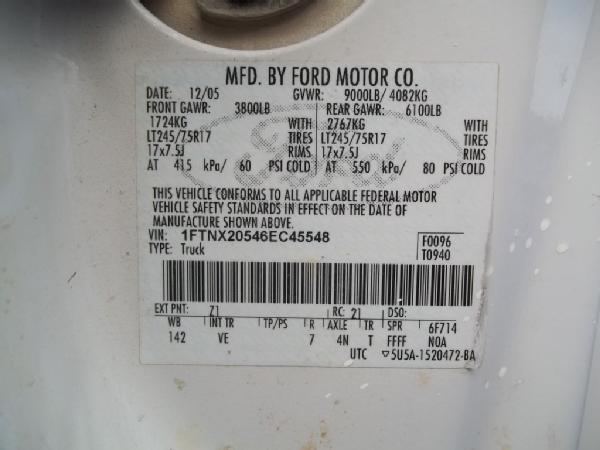 MFD. BY FORD MOTOR CO.
DATE: 12/05 GVWR: 9000LB/ 4082KG
FRONT GAWR: 3800LB REAR GAWR: 6100LB
1724KG WITH 2767KG WITH
LT245/75R17 TIRES LT245/75R17 TIRES
17x7.5J RIMS 17x7.5J RIMS
AT 415 kPa/ 60 PSI COLD AT 550 kPa/ 80 PSI COLD
THIS VEHICLE CONFORMS TO ALL APPLICABLE FEDERAL MOTOR
VEHICLE SAFETY STANDARDS IN EFFECT ON THE DATE OF
MANUFACTURE SHOWN ABOVE.
VIN: 1FTNX20546EC45548 F0096
TYPE: Truck T0940
EXT PNT: Z1 RC: 21 DSO:
WB INT TR TP/PS R AXLE TR SPR 6F714
142 VE 7 4N T FFFF NOA
UTC ▽5U5A-1520472-BA
Ford